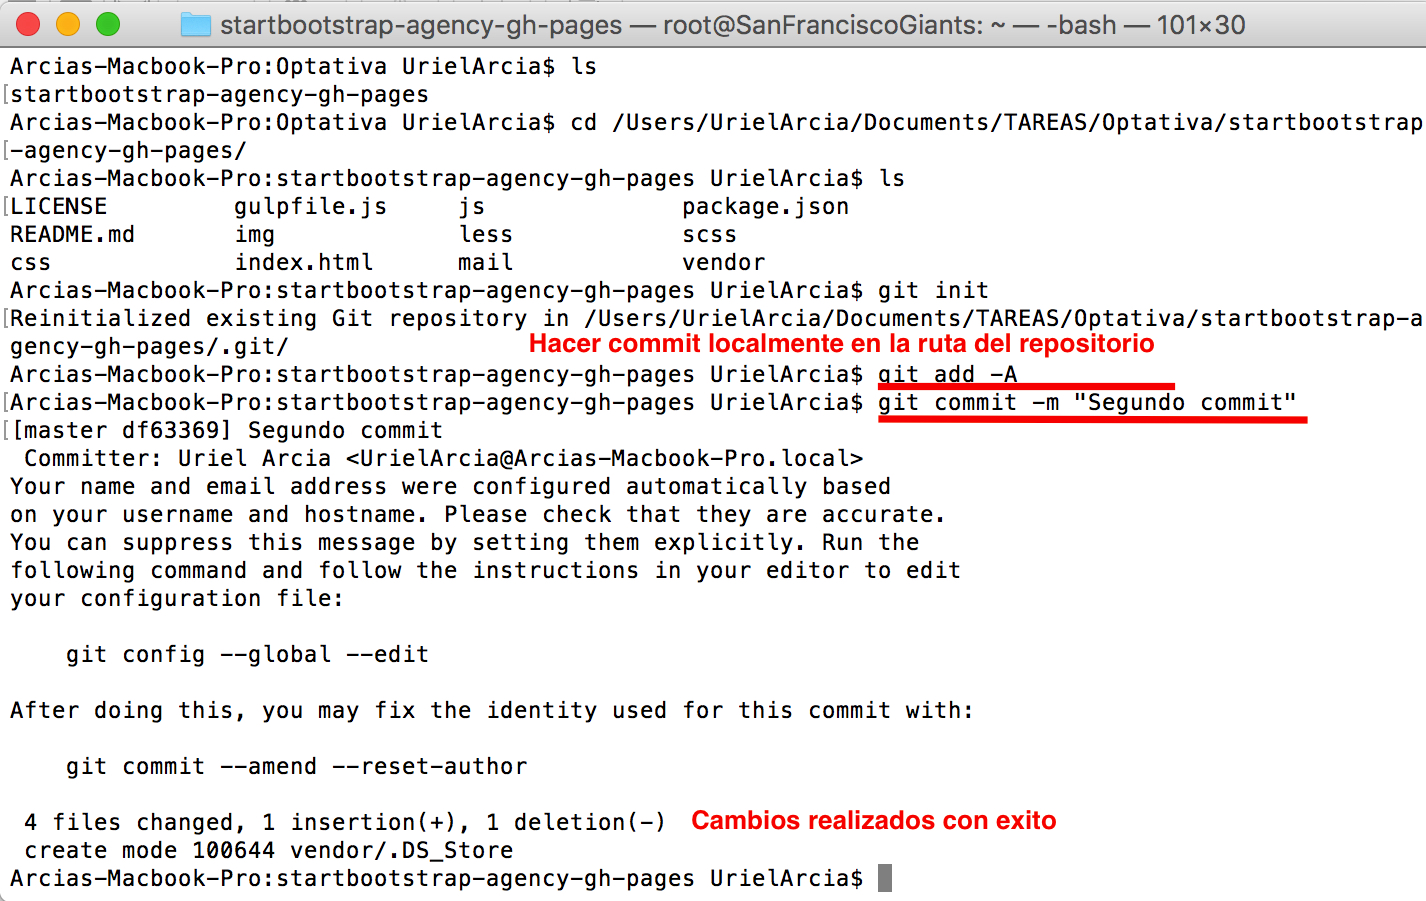 startbootstrap-agency-gh-pages — root@SanFranciscoGiants: ~ — -bash — 101×30
Arcias-Macbook-Pro:Optativa UrielArcia$ ls
[startbootstrap-agency-gh-pages
Arcias-Macbook-Pro:Optativa UrielArcia$ cd /Users/UrielArcia/Documents/TAREAS/Optativa/startbootstrap
[-agency-gh-pages/
Arcias-Macbook-Pro:startbootstrap-agency-gh-pages UrielArcia$ ls
[LICENSE gulpfile.js js package.json
README.md img less scss
css index.html mail vendor
Arcias-Macbook-Pro:startbootstrap-agency-gh-pages UrielArcia$ git init
[Reinitialized existing Git repository in /Users/UrielArcia/Documents/TAREAS/Optativa/startbootstrap-a
gency-gh-pages/.git/ Hacer commit localmente en la ruta del repositorio
Arcias-Macbook-Pro:startbootstrap-agency-gh-pages UrielArcia$ git add -A
[Arcias-Macbook-Pro:startbootstrap-agency-gh-pages UrielArcia$ git commit -m "Segundo commit"
[[master df63369] Segundo commit
Committer: Uriel Arcia <UrielArcia@Arcias-Macbook-Pro.local>
Your name and email address were configured automatically based
on your username and hostname. Please check that they are accurate.
You can suppress this message by setting them explicitly. Run the
following command and follow the instructions in your editor to edit
your configuration file:
git config --global --edit
After doing this, you may fix the identity used for this commit with:
git commit --amend --reset-author
4 files changed, 1 insertion(+), 1 deletion(-) Cambios realizados con exito
create mode 100644 vendor/.DS_Store
Arcias-Macbook-Pro:startbootstrap-agency-gh-pages UrielArcia$